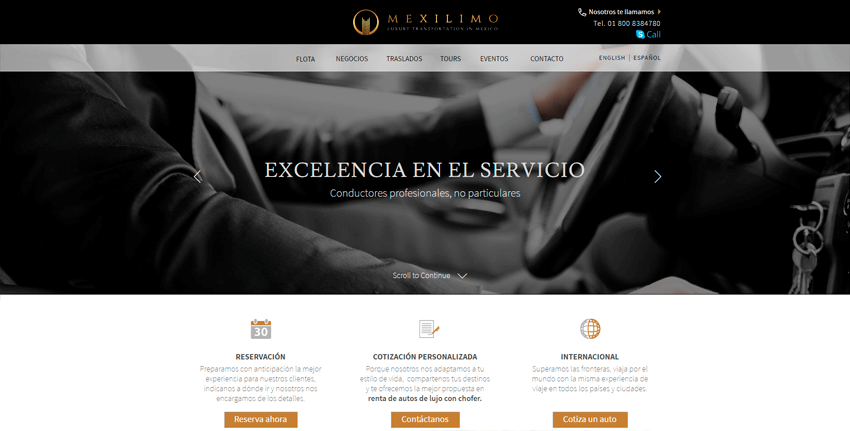 Nosotros te llamamos
MEXILIMO
LUXURY TRANSPORTATION IN MEXICO
Tel. 01 800 8384780
Call
FLOTA NEGOCIOS TRASLADOS TOURS EVENTOS CONTACTO ENGLISH | ESPAÑOL
EXCELENCIA EN EL SERVICIO
Conductores profesionales, no particulares
Scroll to Continue
30
RESERVACIÓN
Preparamos con anticipación la mejor
experiencia para nuestros clientes,
indícanos a dónde ir y nosotros nos
encargamos de los detalles.
Reserva ahora
COTIZACIÓN PERSONALIZADA
Porque nosotros nos adaptamos a tu
estilo de vida, compartenos tus destinos
y te ofrecemos la mejor propuesta en
renta de autos de lujo con chofer.
Contáctanos
INTERNACIONAL
Superamos las fronteras, viaja por el
mundo con la misma experiencia de
viaje en todos los países y ciudades
Cotiza un auto